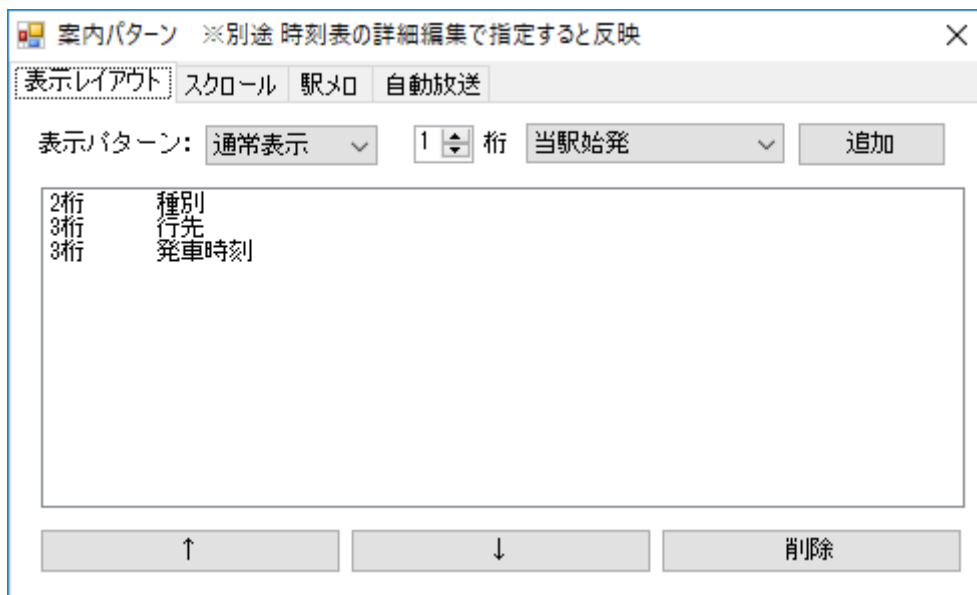 案内パターン ※別途 時刻表の詳細編集で指定すると反映
表示レイアウト スクロール 駅メロ 自動放送
表示パターン: 通常表示 1 桁 当駅始発 追加
2桁 種別
3桁 行先
3桁 発車時刻
↑ ↓ 削除